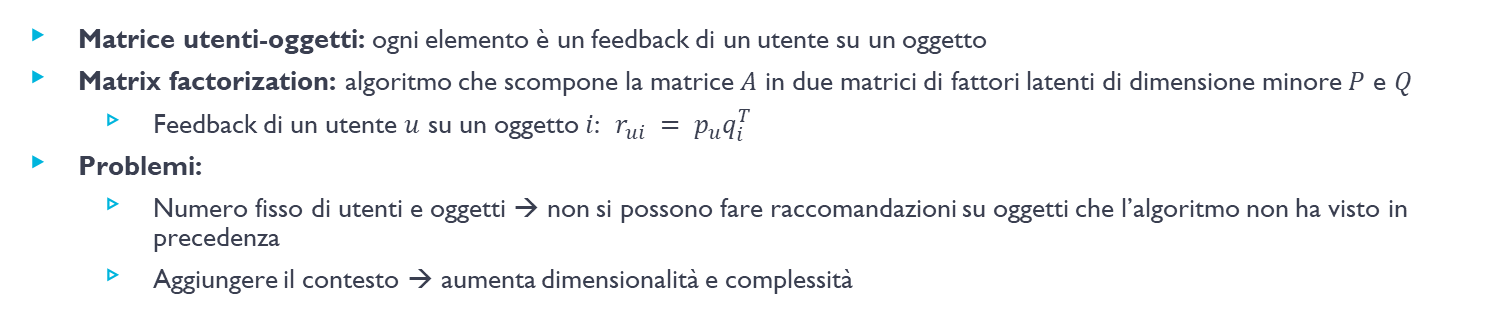 Matrice utenti-oggetti: ogni elemento è un feedback di un utente su un oggetto
Matrix factorization: algoritmo che scompone la matrice A in due matrici di fattori latenti di dimensione minore P e Q
Feedback di un utente u su un oggetto i: r_{ui} = p_u q_i^T
Problemi:
Numero fisso di utenti e oggetti → non si possono fare raccomandazioni su oggetti che l'algoritmo non ha visto in
precedenza
Aggiungere il contesto → aumenta dimensionalità e complessità